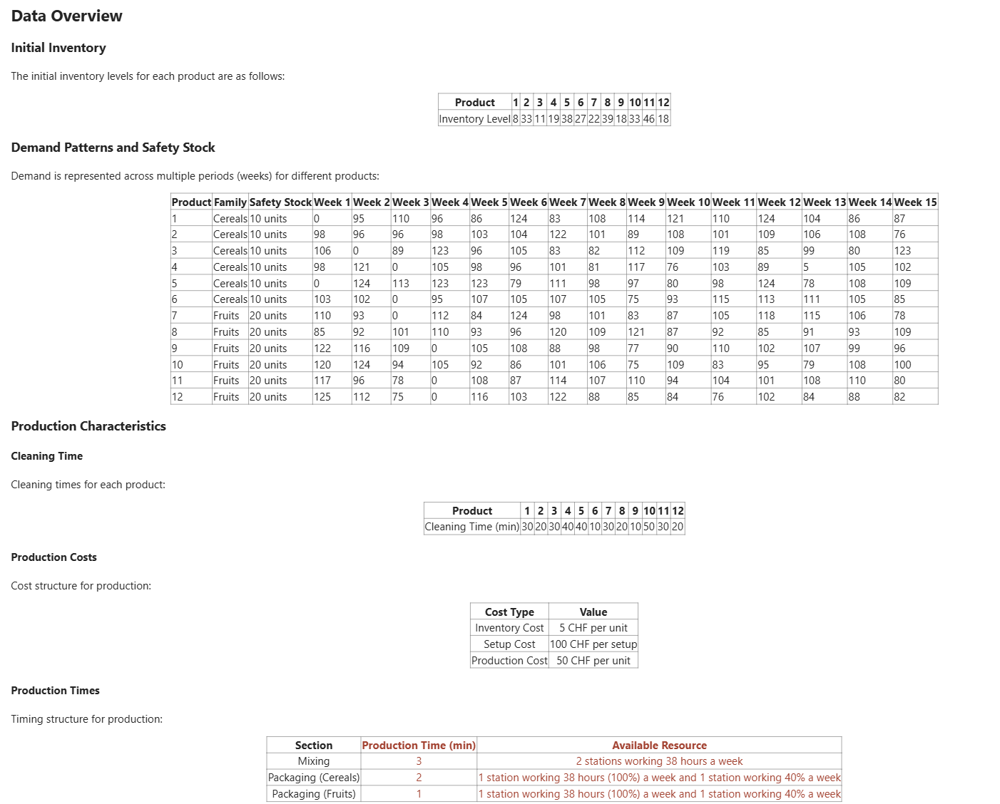 Data Overview
Initial Inventory
The initial inventory levels for each product are as follows:
Product 1 2 3 4 5 6 7 8 9 10 11 12
Inventory Level 8 33 11 19 38 27 22 39 18 33 46 18
Demand Patterns and Safety Stock
Demand is represented across multiple periods (weeks) for different products:
Product Family Safety Stock Week 1 Week 2 Week 3 Week 4 Week 5 Week 6 Week 7 Week 8 Week 9 Week 10 Week 11 Week 12 Week 13 Week 14 Week 15
1 Cereals 10 units 0 95 110 96 86 124 83 108 114 121 110 124 104 86 87
2 Cereals 10 units 98 96 96 98 103 104 122 101 89 108 101 109 106 108 76
3 Cereals 10 units 106 0 89 123 96 105 83 82 112 109 119 85 99 80 123
4 Cereals 10 units 98 121 0 105 98 96 101 81 117 76 103 89 5 105 102
5 Cereals 10 units 0 124 113 123 123 79 111 98 97 80 98 124 78 108 109
6 Cereals 10 units 103 102 0 95 107 105 107 105 75 93 115 113 111 105 85
7 Fruits 20 units 110 93 0 112 84 124 98 101 83 87 105 118 115 106 78
8 Fruits 20 units 85 92 101 110 93 96 120 109 121 87 92 85 91 93 109
9 Fruits 20 units 122 116 109 0 105 108 88 98 77 90 110 102 107 99 96
10 Fruits 20 units 120 124 94 105 92 86 101 106 75 109 83 95 79 108 100
11 Fruits 20 units 117 96 78 0 108 87 114 107 110 94 104 101 108 110 80
12 Fruits 20 units 125 112 75 0 116 103 122 88 85 84 76 102 84 88 82
Production Characteristics
Cleaning Time
Cleaning times for each product:
Product 1 2 3 4 5 6 7 8 9 10 11 12
Cleaning Time (min) 30 20 30 40 40 10 30 20 10 50 30 20
Production Costs
Cost structure for production:
Cost Type Value
Inventory Cost 5 CHF per unit
Setup Cost 100 CHF per setup
Production Cost 50 CHF per unit
Production Times
Timing structure for production:
Section Production Time (min) Available Resource
Mixing 3 2 stations working 38 hours a week
Packaging (Cereals) 2 1 station working 38 hours (100%) a week and 1 station working 40% a week
Packaging (Fruits) 1 1 station working 38 hours (100%) a week and 1 station working 40% a week